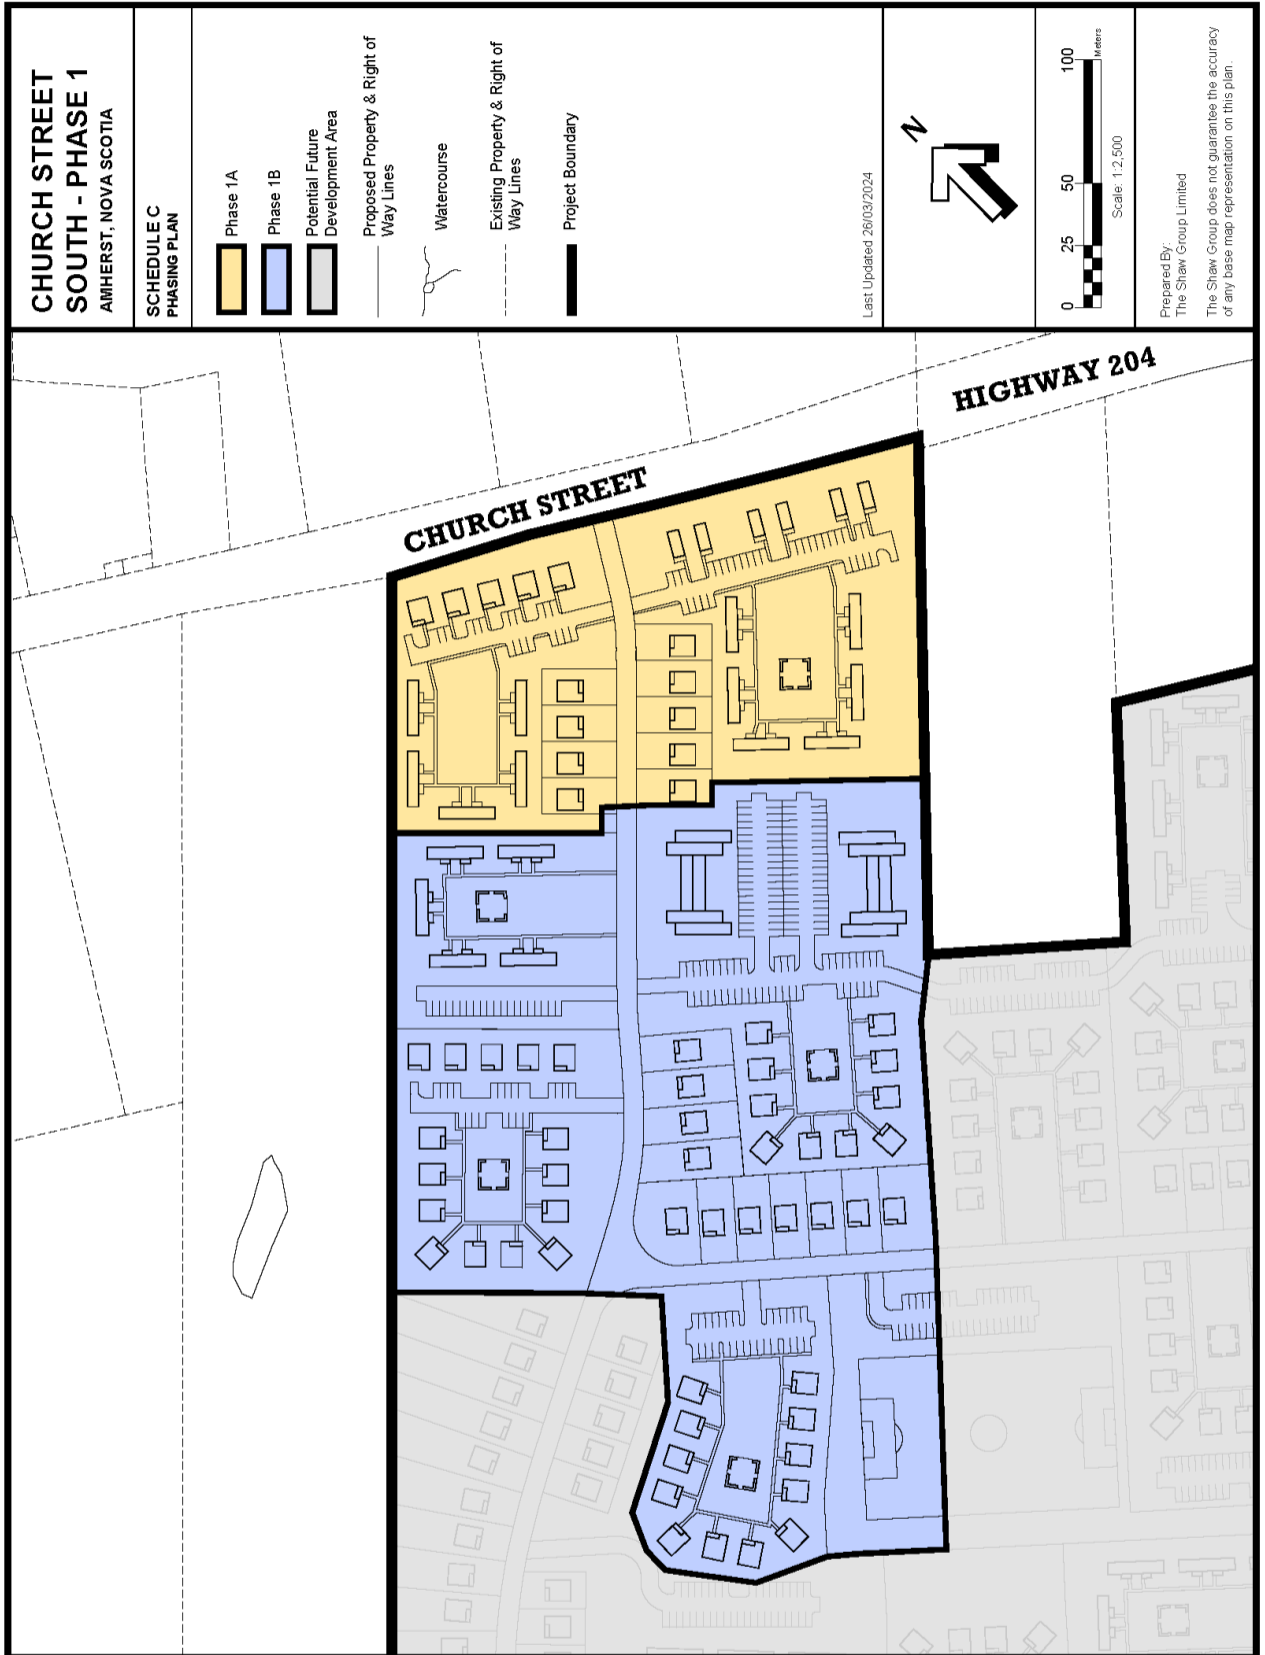 CHURCH STREET
SOUTH - PHASE 1
AMHERST, NOVA SCOTIA
SCHEDULE C
PHASING PLAN
Phase 1A
Phase 1B
Potential Future
Development Area
Proposed Property & Right of
Way Lines
Watercourse
Existing Property & Right of
Way Lines
Project Boundary
Last Updated 26/03/2024
N
0 25 50 100
Meters
Scale: 1:2,500
Prepared By:
The Shaw Group Limited
The Shaw Group does not guarantee the accuracy
of any base map representation on this plan.
HIGHWAY 204
CHURCH STREET